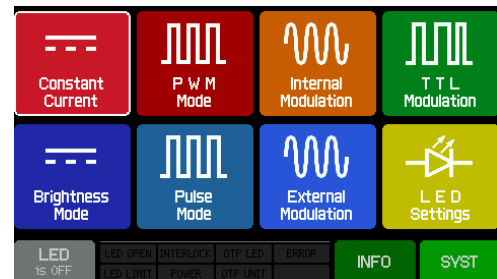 Constant
Current
P W M
Mode
Internal
Modulation
T T L
Modulation
Brightness
Mode
Pulse
Mode
External
Modulation
L E D
Settings
LED
is OFF
LED OPEN INTERLOCK OTP LED ERROR
LED LIMIT POWER OTP UNIT
INFO
SYST